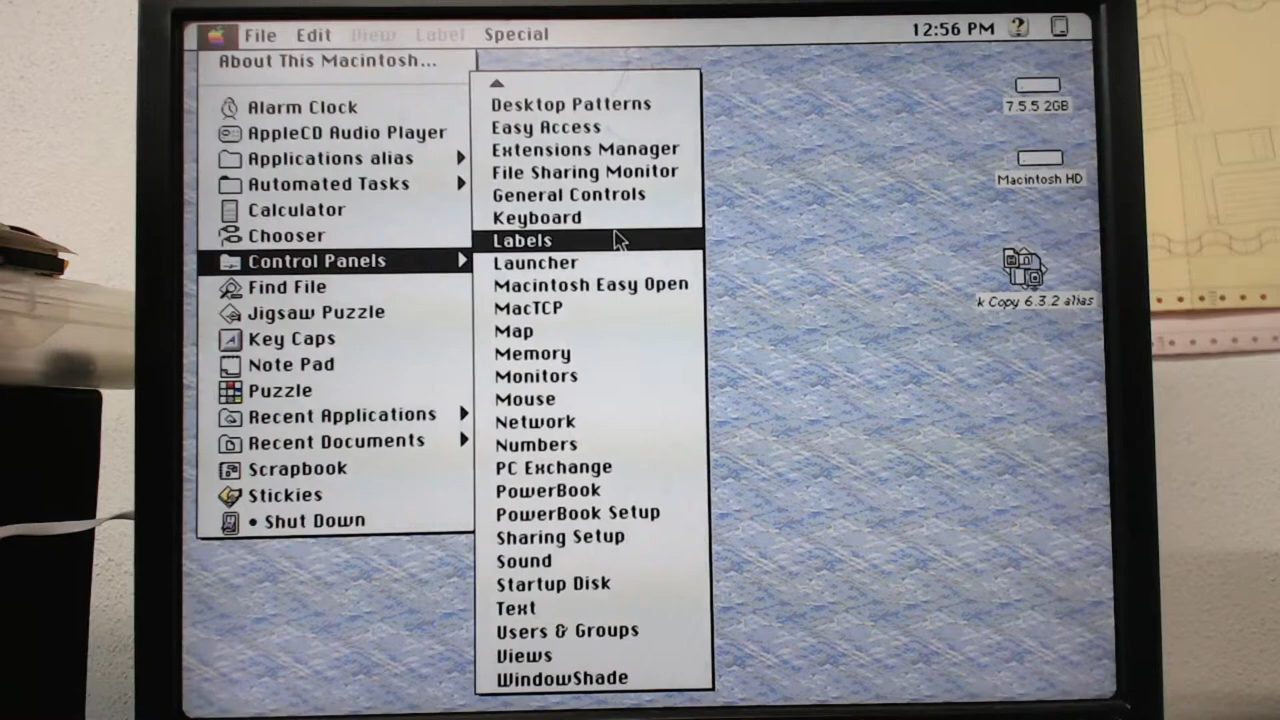 File Edit View Label Special 12:56 PM
About This Macintosh...
Alarm Clock
AppleCD Audio Player
Applications alias
Automated Tasks
Calculator
Chooser
Control Panels
Find File
Jigsaw Puzzle
Key Caps
Note Pad
Puzzle
Recent Applications
Recent Documents
Scrapbook
Stickies
• Shut Down
Desktop Patterns
Easy Access
Extensions Manager
File Sharing Monitor
General Controls
Keyboard
Labels
Launcher
Macintosh Easy Open
MacTCP
Map
Memory
Monitors
Mouse
Network
Numbers
PC Exchange
PowerBook
PowerBook Setup
Sharing Setup
Sound
Startup Disk
Text
Users & Groups
Views
WindowShade
7.5.5 2GB
Macintosh HD
k Copy 6.3.2 alias